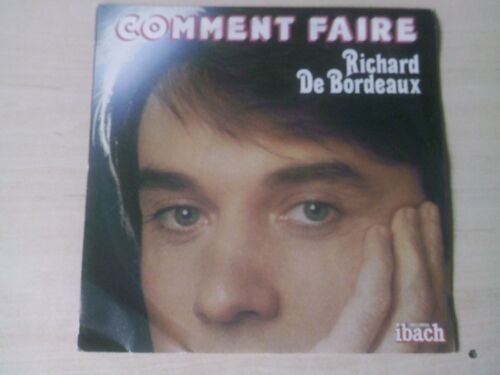 COMMENT FAIRE
Richard
De Bordeaux
ibach